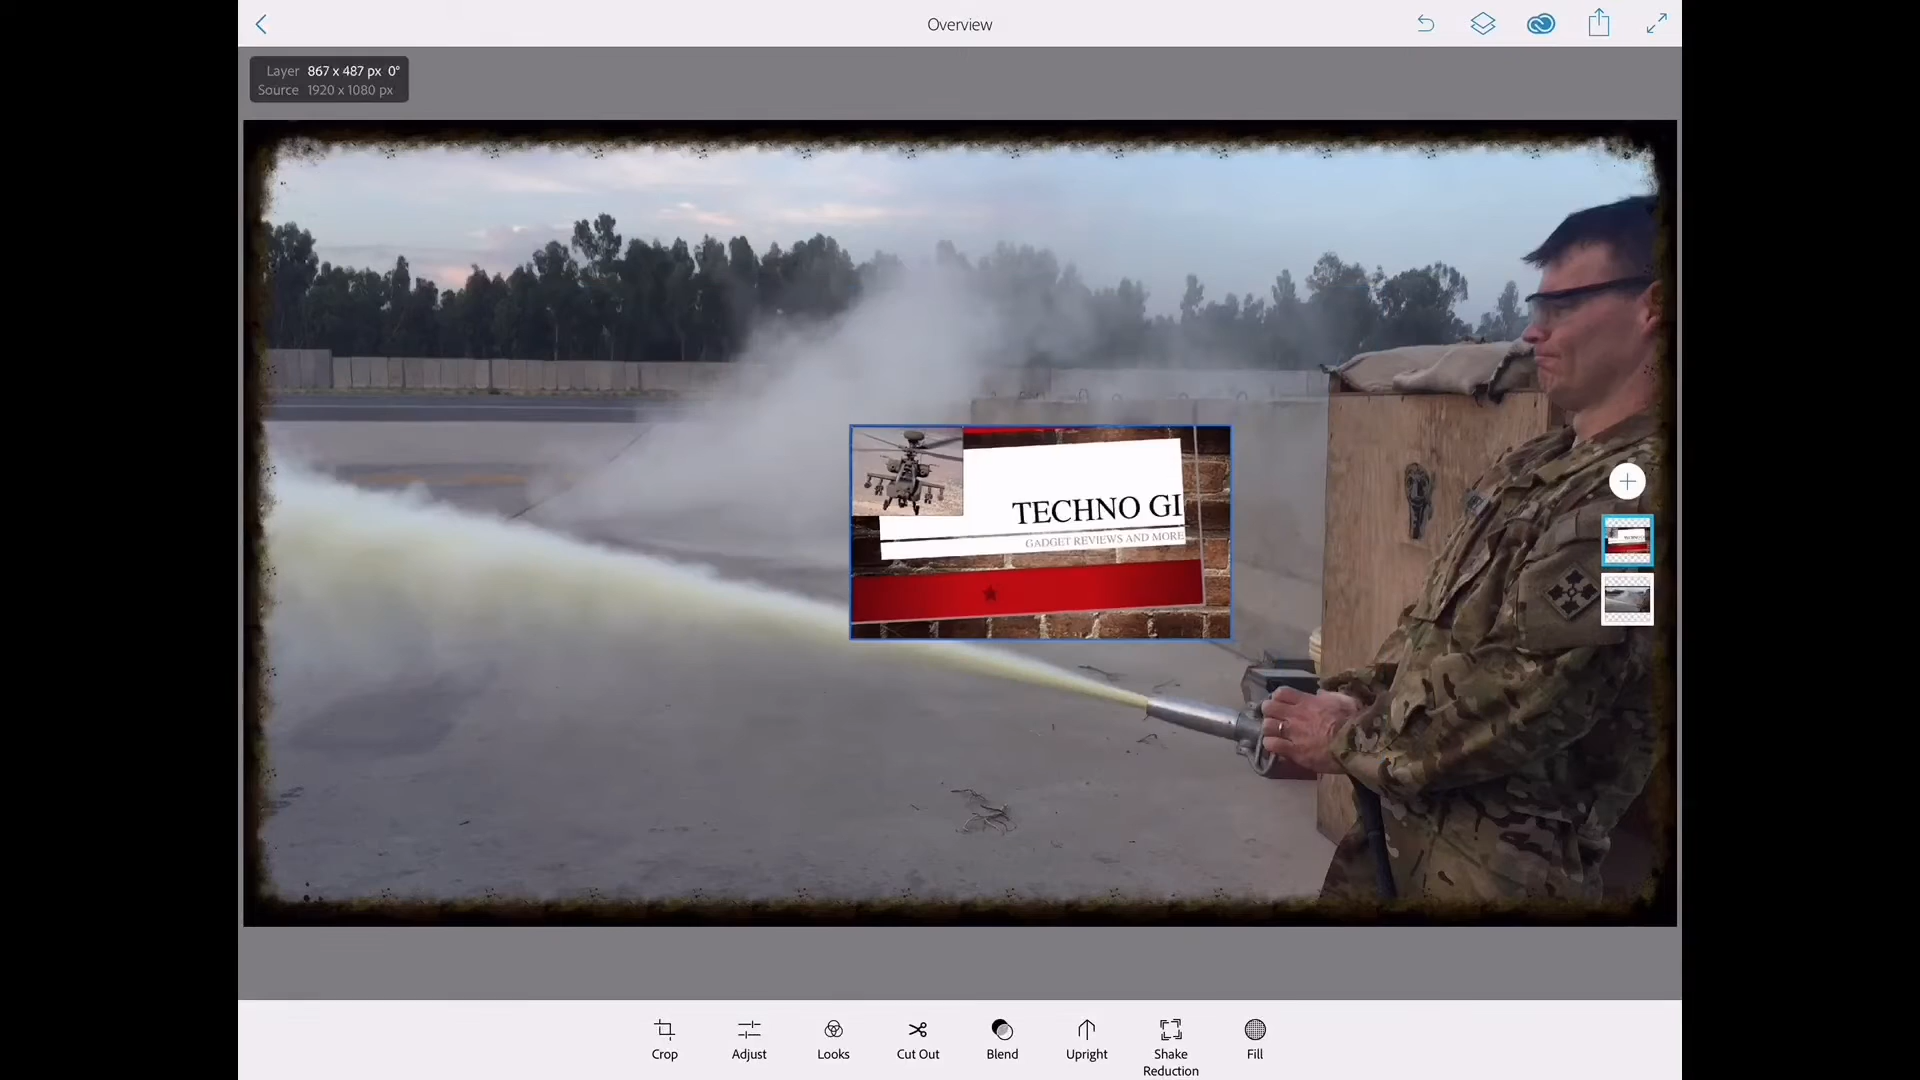 Overview
Layer 867 x 487 px 0°
Source 1920 x 1080 px
TECHNO GI
GADGET REVIEWS AND MORE
Crop
Adjust
Looks
Cut Out
Blend
Upright
Shake
Reduction
Fill